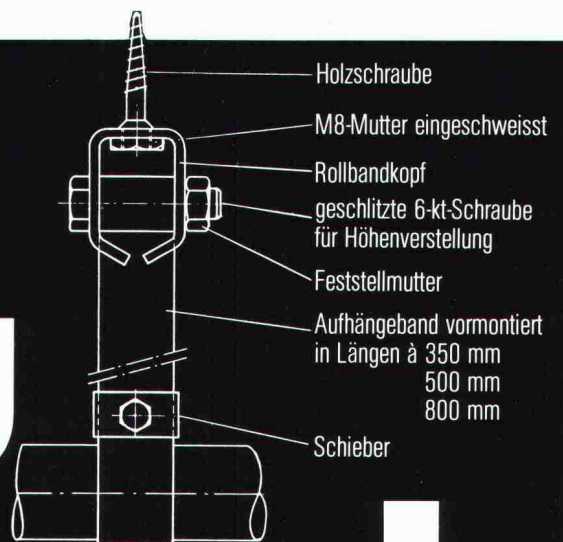 Holzschraube
M8-Mutter eingeschweisst
Rollbandkopf
geschlitzte 6-kt-Schraube
für Höhenverstellung
Feststellmutter
Aufhängeband vormontiert
in Längen à 350 mm
500 mm
800 mm
Schieber